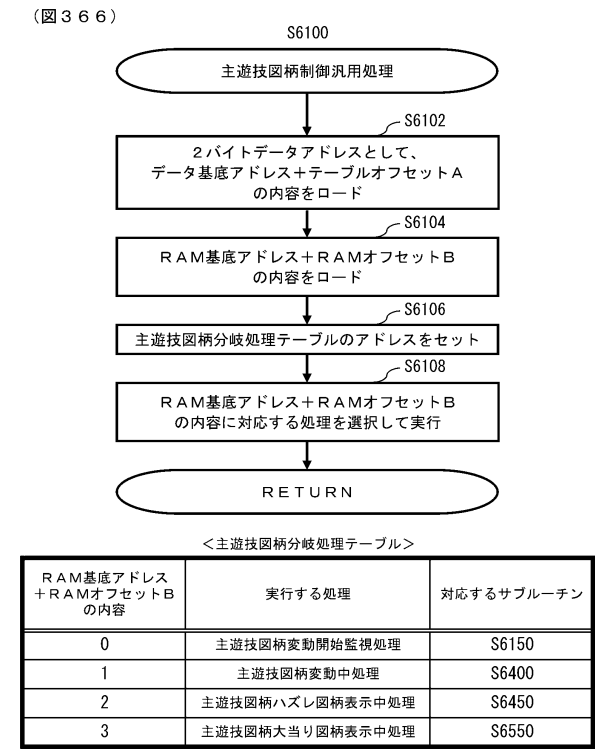 (図366)
S6100
主遊技図柄制御汎用処理
S6102
2バイトデータアドレスとして、
データ基底アドレス+テーブルオフセットA
の内容をロード
S6104
RAM基底アドレス+RAMオフセットB
の内容をロード
S6106
主遊技図柄分岐処理テーブルのアドレスをセット
S6108
RAM基底アドレス+RAMオフセットB
の内容に対応する処理を選択して実行
RETURN
<主遊技図柄分岐処理テーブル>
RAM基底アドレス
+RAMオフセットB
の内容
実行する処理
対応するサブルーチン
0 主遊技図柄変動開始監視処理 S6150
1 主遊技図柄変動中処理 S6400
2 主遊技図柄ハズレ図柄表示中処理 S6450
3 主遊技図柄大当り図柄表示中処理 S6550